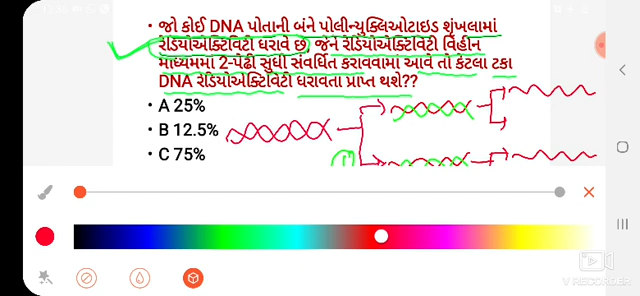 • જો કોઈ DNA પોતાની બંને પોલીન્યુક્લિઓટાઇડ શૃંખલામાં
રેડિયોએક્ટિવિટી ધરાવે છે, જેને રેડિયોએક્ટિવિટી વિહીન
માધ્યમમાં 2-પેઢી સુધી સંવર્ધિત કરાવવામાં આવે તો કેટલા ટકા
DNA રેડિયોએક્ટિવિટી ધરાવતા પ્રાપ્ત થશે??
• A 25%
• B 12.5%
• C 75%
(1)
V RECORDER